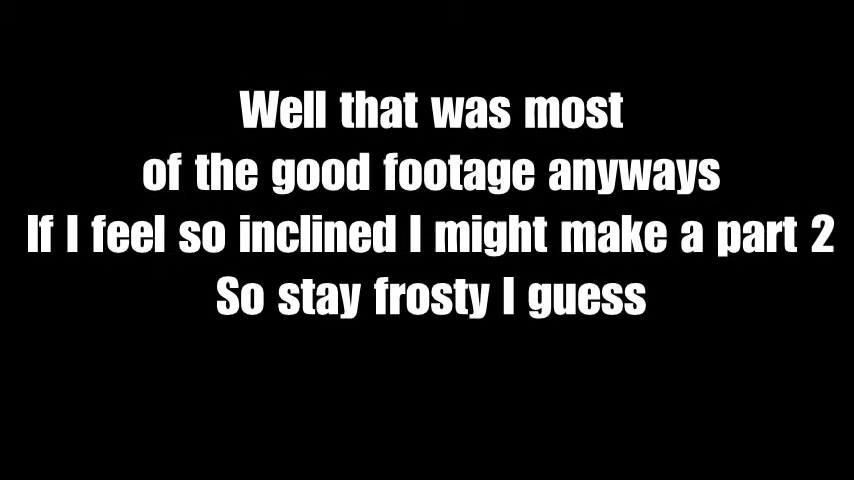 Well that was most
of the good footage anyways
If I feel so inclined I might make a part 2
So stay frosty I guess